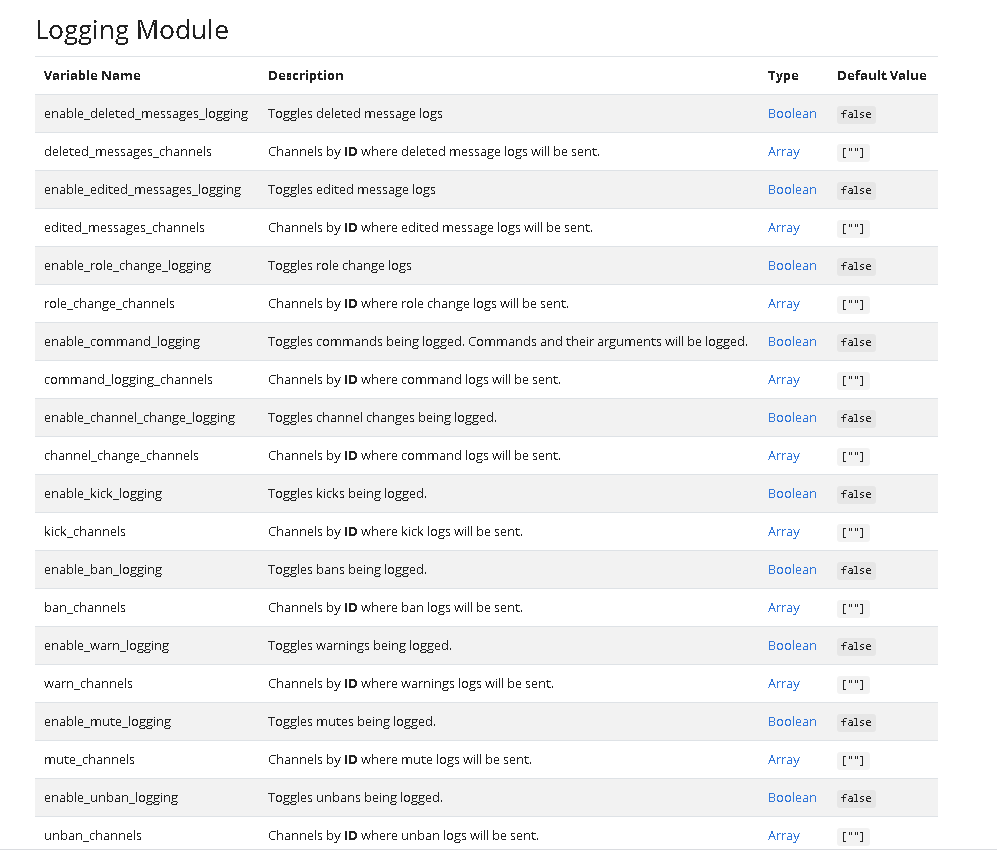 Logging Module
Variable Name Description Type Default Value
enable_deleted_messages_logging Toggles deleted message logs Boolean false
deleted_messages_channels Channels by ID where deleted message logs will be sent. Array [""]
enable_edited_messages_logging Toggles edited message logs Boolean false
edited_messages_channels Channels by ID where edited message logs will be sent. Array [""]
enable_role_change_logging Toggles role change logs Boolean false
role_change_channels Channels by ID where role change logs will be sent. Array [""]
enable_command_logging Toggles commands being logged. Commands and their arguments will be logged. Boolean false
command_logging_channels Channels by ID where command logs will be sent. Array [""]
enable_channel_change_logging Toggles channel changes being logged. Boolean false
channel_change_channels Channels by ID where command logs will be sent. Array [""]
enable_kick_logging Toggles kicks being logged. Boolean false
kick_channels Channels by ID where kick logs will be sent. Array [""]
enable_ban_logging Toggles bans being logged. Boolean false
ban_channels Channels by ID where ban logs will be sent. Array [""]
enable_warn_logging Toggles warnings being logged. Boolean false
warn_channels Channels by ID where warnings logs will be sent. Array [""]
enable_mute_logging Toggles mutes being logged. Boolean false
mute_channels Channels by ID where mute logs will be sent. Array [""]
enable_unban_logging Toggles unbans being logged. Boolean false
unban_channels Channels by ID where unban logs will be sent. Array [""]